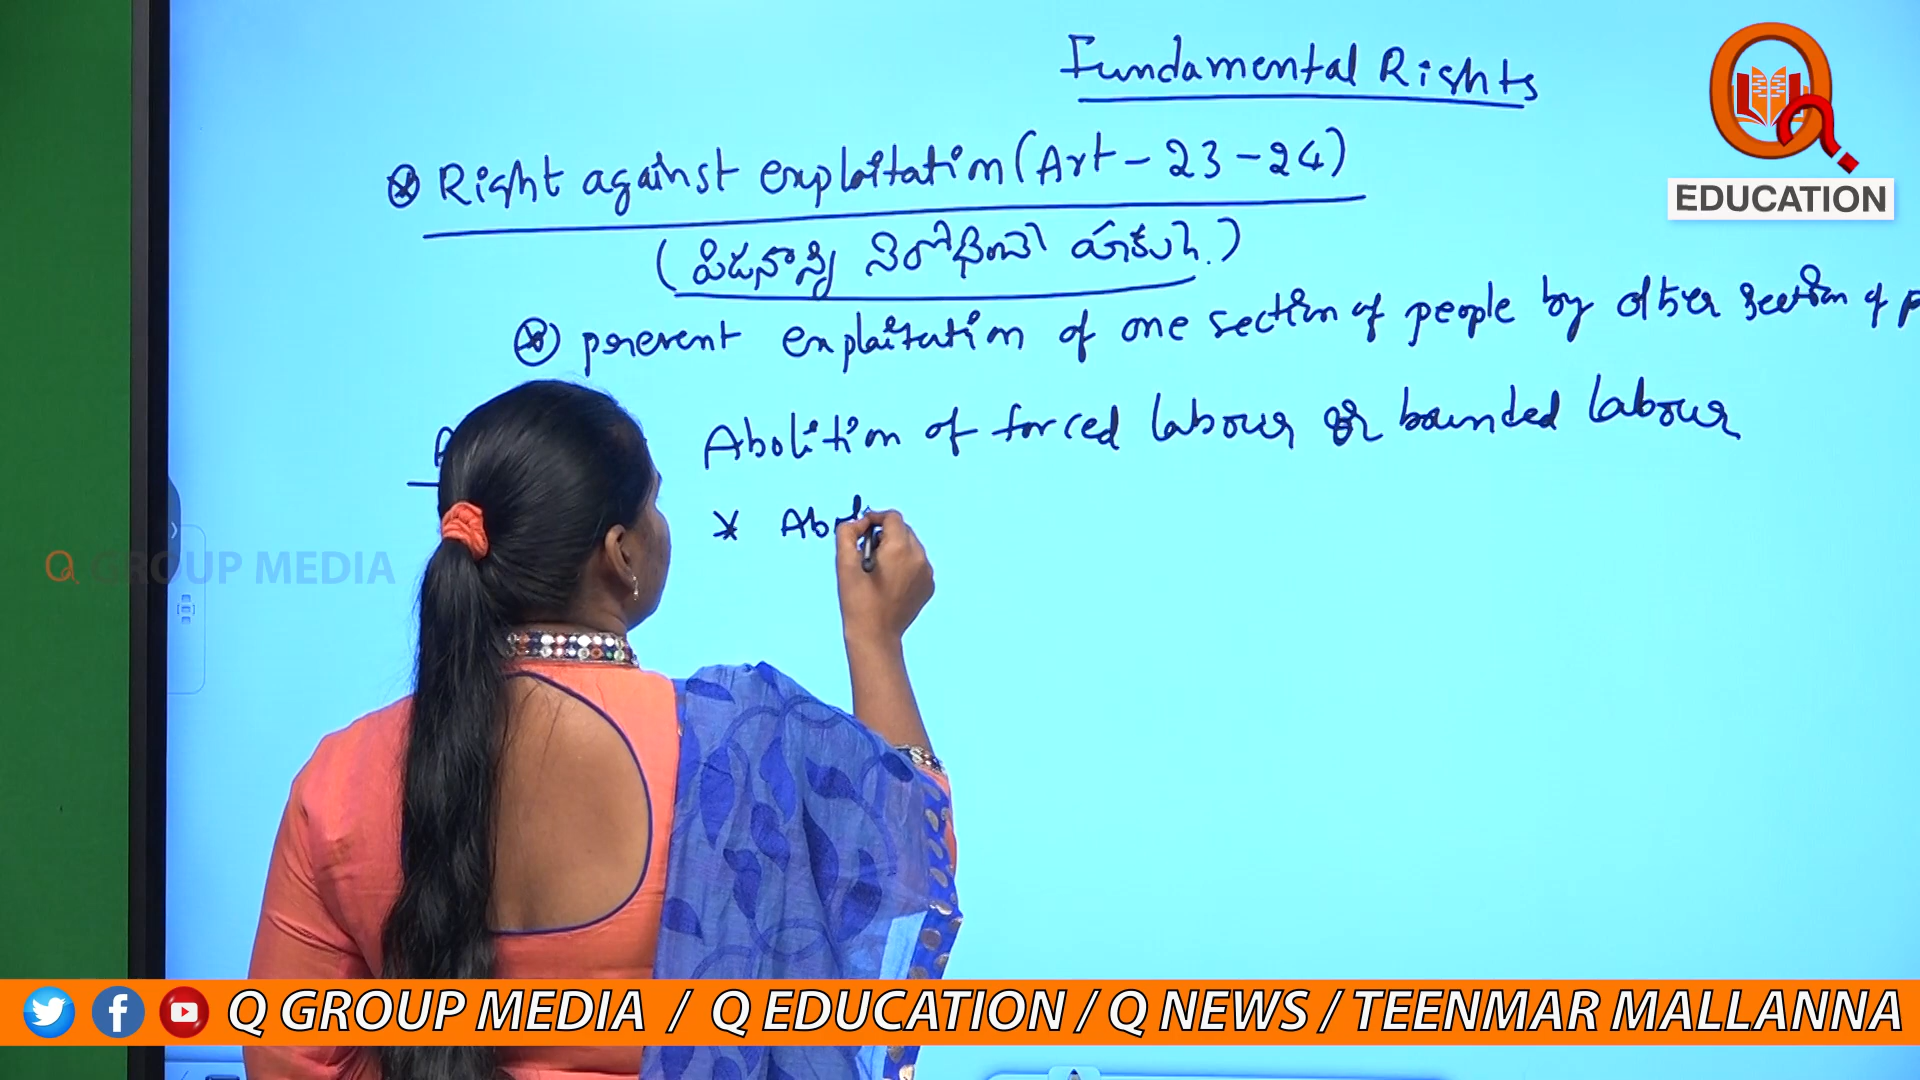 Fundamental Rights
Right against exploitation (Art - 23 - 24)
(పిడనాన్ని నిరోధించే హక్కు.)
prevent exploitation of one section of people by other section of p
A
Abolition of forced labour or bounded labour
* Aboli
EDUCATION
Q GROUP MEDIA
Q GROUP MEDIA / Q EDUCATION / Q NEWS / TEENMAR MALLANNA